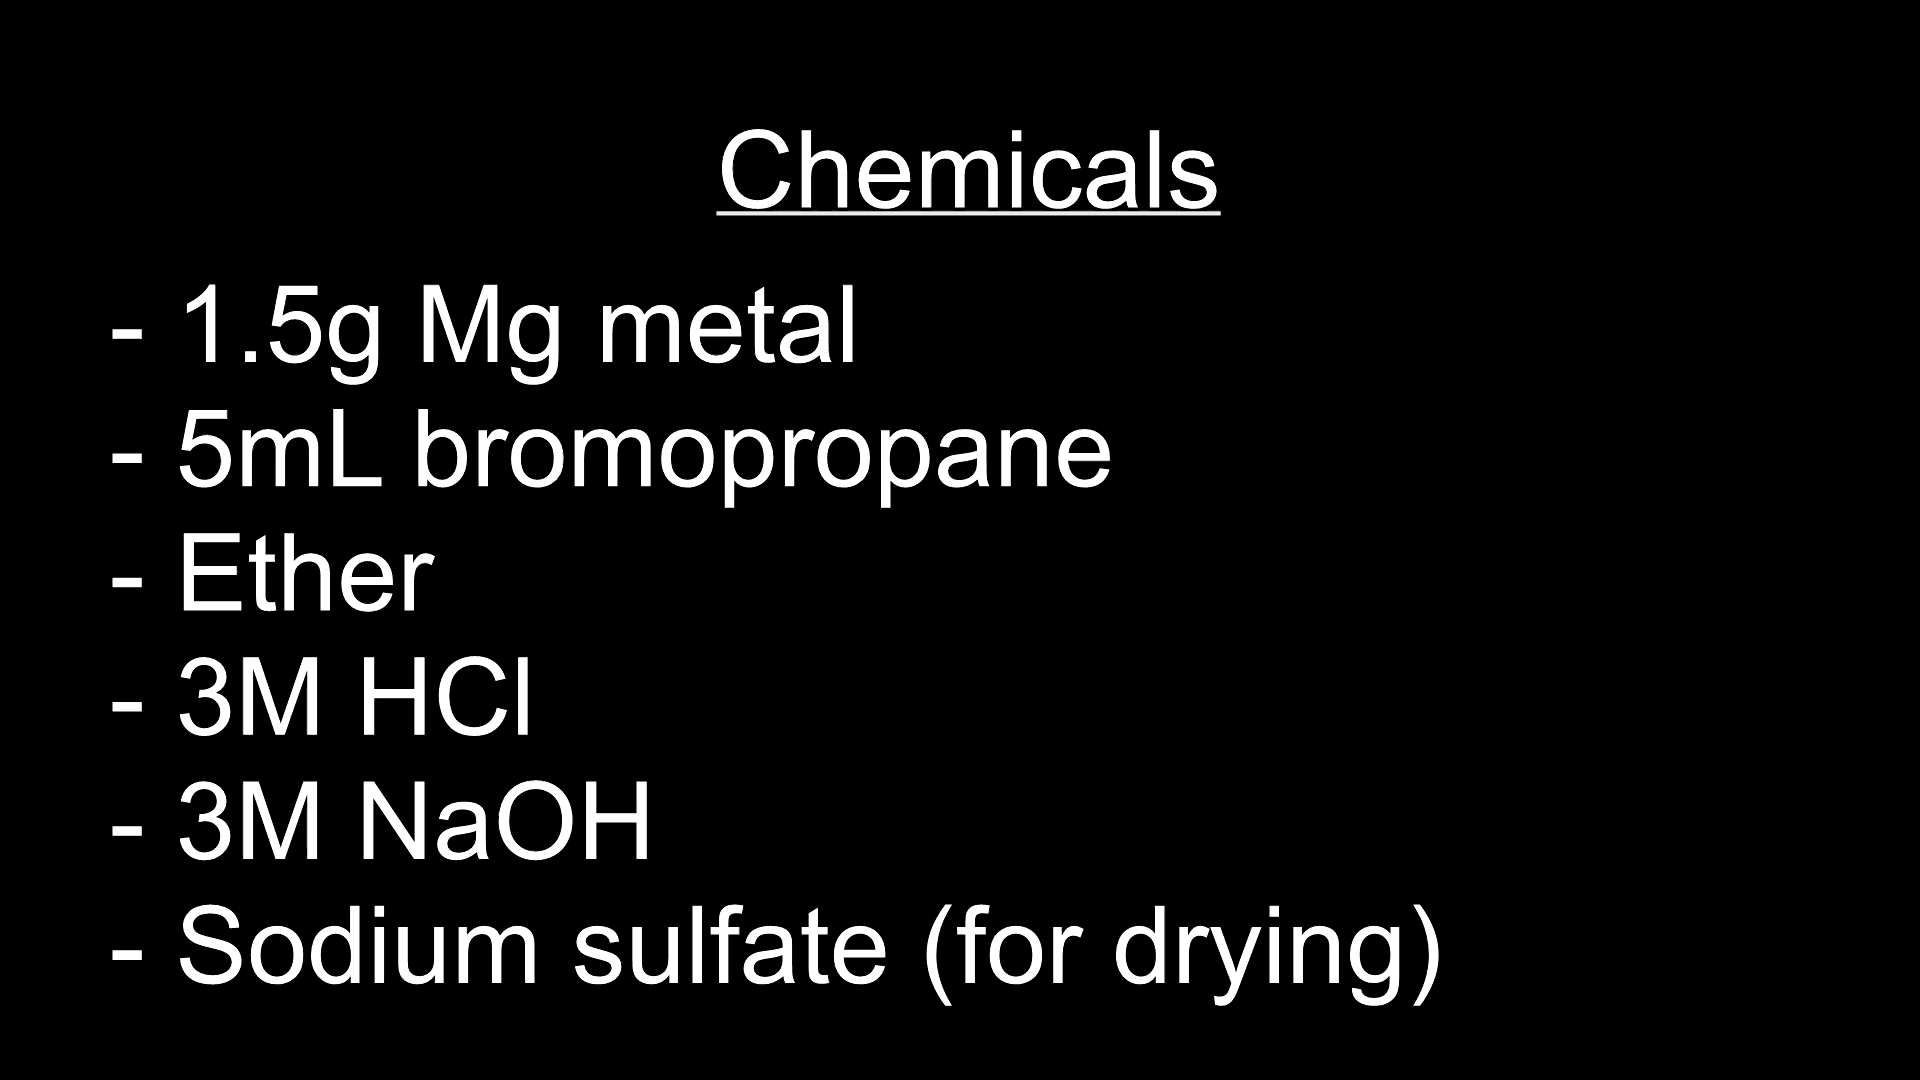 Chemicals
- 1.5g Mg metal
- 5mL bromopropane
- Ether
- 3M HCl
- 3M NaOH
- Sodium sulfate (for drying)